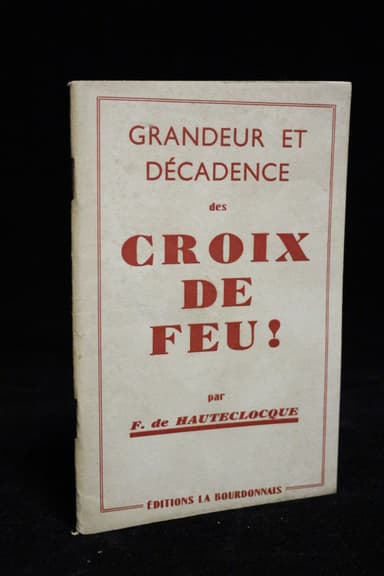 GRANDEUR ET
DÉCADENCE
des
CROIX
DE
FEU!
par
F. de HAUTECLOCQUE
ÉDITIONS LA BOURDONNAIS